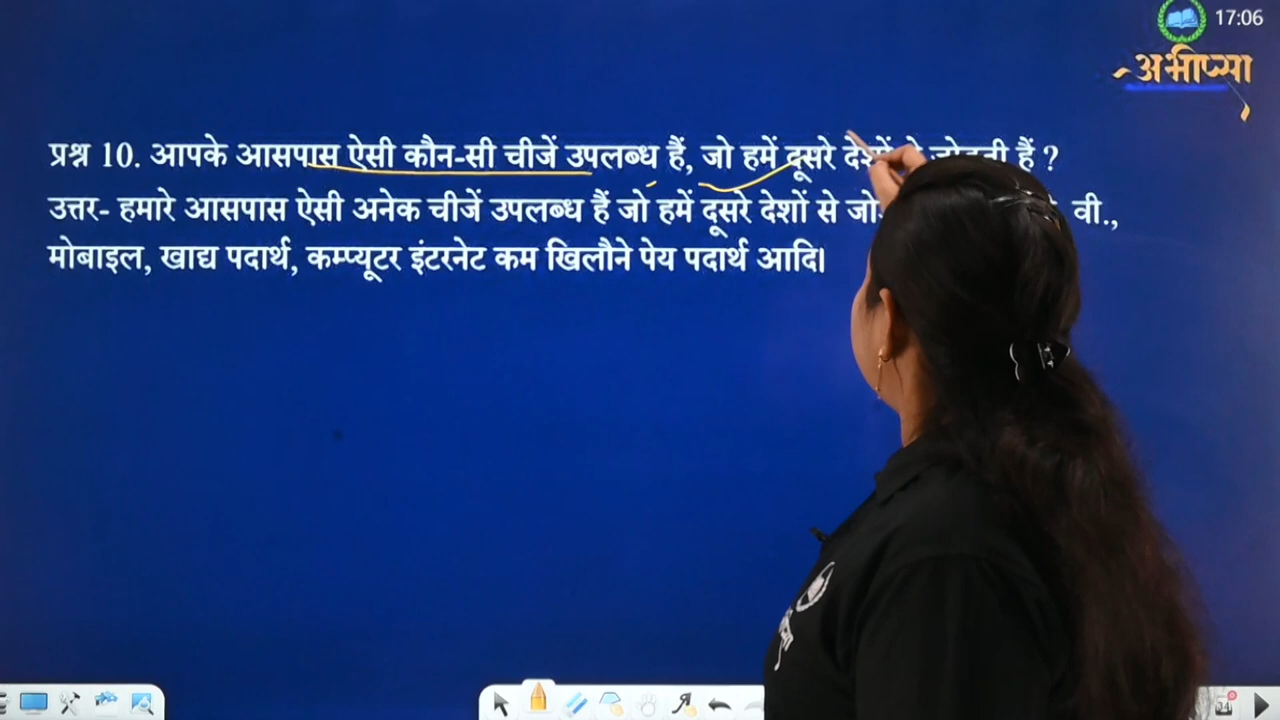 17:06
अभीप्सा
प्रश्न 10. आपके आसपास ऐसी कौन-सी चीजें उपलब्ध हैं, जो हमें दूसरे देशों से जोड़ती हैं ?
उत्तर- हमारे आसपास ऐसी अनेक चीजें उपलब्ध हैं जो हमें दूसरे देशों से वी.,
मोबाइल, खाद्य पदार्थ, कम्प्यूटर इंटरनेट कम खिलौने पेय पदार्थ आदि।